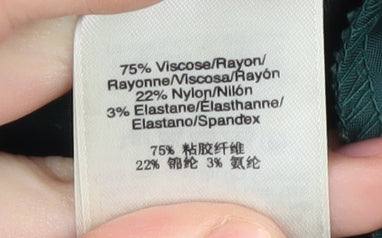 75% Viscose/Rayon/
Rayonne/Viscosa/Rayón
22% Nylon/Nilón
3% Elastane/Élasthanne/
Elastano/Spandex
75% 粘胶纤维
22% 锦纶 3% 氨纶